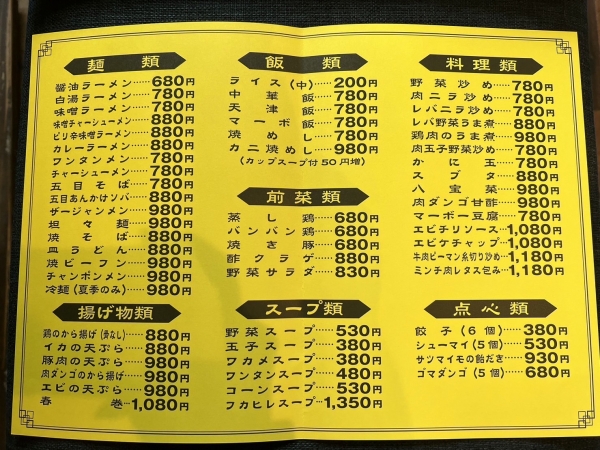 麺類
醤油ラーメン……680円
白湯ラーメン……780円
味噌ラーメン……780円
味噌チャーシューメン……880円
ピリ辛味噌ラーメン……880円
カレーラーメン……880円
ワンタンメン……780円
チャーシューメン……780円
五目そば……780円
五目あんかけソバ……880円
ザージャンメン……980円
坦々麺……980円
焼そば……880円
皿うどん……880円
焼ビーフン……980円
チャンポンメン……980円
冷麺(夏季のみ)……980円
揚げ物類
鶏のから揚げ(骨なし)……880円
イカの天ぷら……880円
豚肉の天ぷら……980円
肉ダンゴのから揚げ……980円
エビの天ぷら……980円
春巻…1,080円
飯類
ライス(中)……200円
中華飯……780円
天津飯……780円
マーボ飯……780円
焼めし……780円
カニ焼めし……980円
(カップスープ付50円増)
前菜類
蒸し鶏……680円
バンバン鶏……680円
焼き豚……680円
酢クラゲ……880円
野菜サラダ……830円
スープ類
野菜スープ……530円
玉子スープ……380円
ワカメスープ……380円
ワンタンスープ……480円
コーンスープ……530円
フカヒレスープ…1,350円
料理類
野菜炒め……780円
肉ニラ炒め……780円
レバニラ炒め……780円
レバ野菜うま煮……880円
鶏肉のうま煮……980円
肉玉子野菜炒め……780円
かに玉……780円
スブタ……880円
八宝菜……980円
肉ダンゴ甘酢……980円
マーボー豆腐……780円
エビチリソース…1,080円
エビケチャップ…1,080円
牛肉ピーマン糸切り炒め…1,180円
ミンチ肉レタス包み…1,180円
点心類
餃子(6個)……380円
シューマイ(5個)……530円
サツマイモの飴だき……930円
ゴマダンゴ(5個)……680円